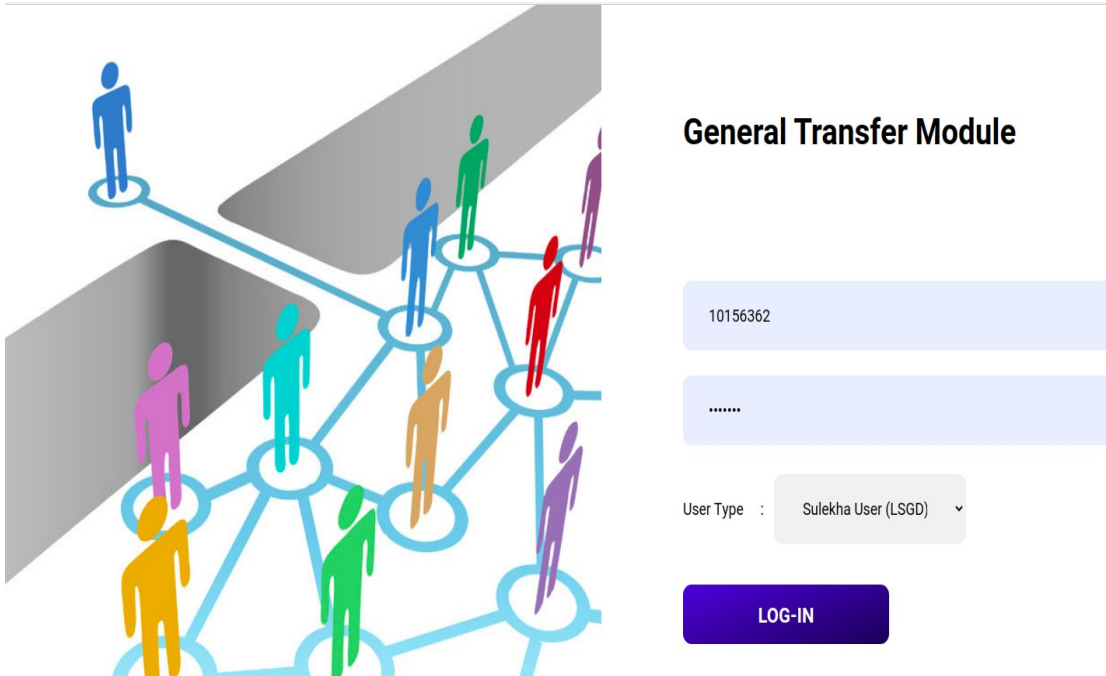 General Transfer Module
10156362
•••••••
User Type : Sulekha User (LSGD)
LOG-IN